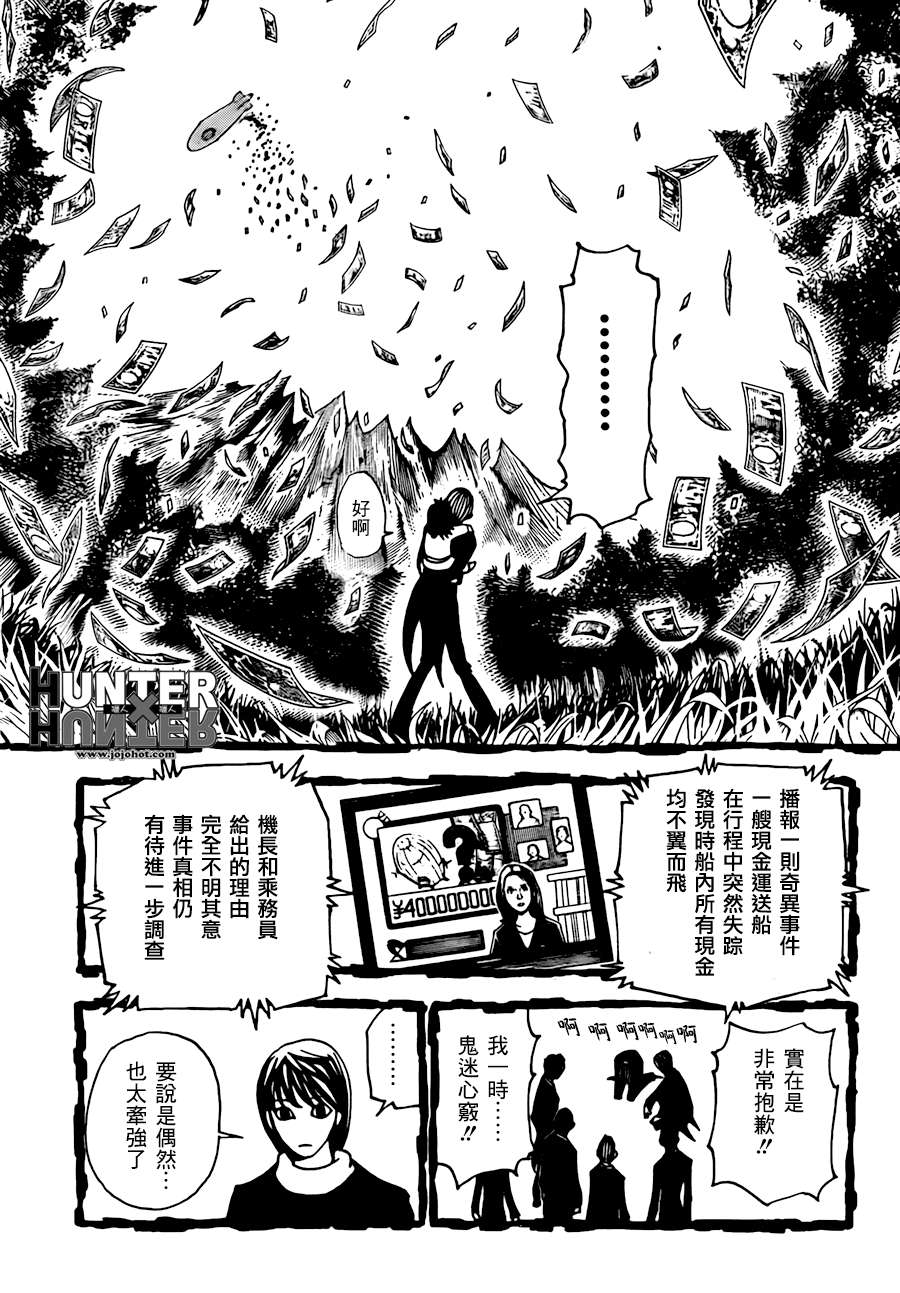 ………
好啊
HUNTER
×
HUNTER
www.jojohot.com
播報一則奇異事件
一艘現金運送船
在行程中突然失踪
發現時船內所有現金
均不翼而飛
?
¥40000000
機長和乘務員
給出的理由
完全不明其意
事件真相仍
有待進一步調查
實在是
非常抱歉!!
啊啊啊啊啊啊
我一時……
鬼迷心竅!!
……
要說是偶然…
也太牽強了